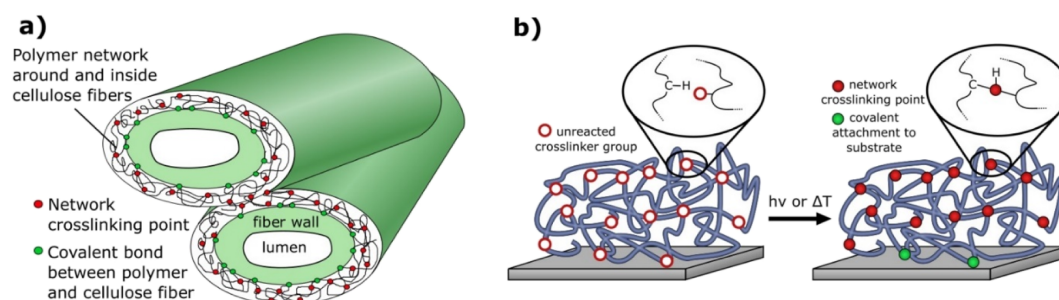 a)
Polymer network
around and inside
cellulose fibers
Network
crosslinking point
Covalent bond
between polymer
and cellulose fiber
fiber wall
lumen
b)
C–H
unreacted
crosslinker group
hν or ΔT
H
C
network
crosslinking point
covalent
attachment to
substrate